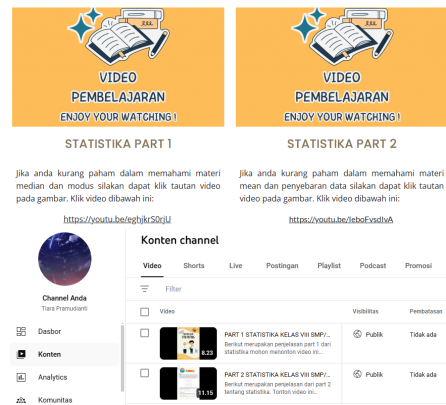 VIDEO
PEMBELAJARAN
ENJOY YOUR WATCHING !
STATISTIKA PART 1
Jika anda kurang paham dalam memahami materi
median dan modus silakan dapat klik tautan video
pada gambar. Klik video dibawah ini:
https://youtu.be/eghjkrS0rjU
VIDEO
PEMBELAJARAN
ENJOY YOUR WATCHING !
STATISTIKA PART 2
Jika anda kurang paham dalam memahami materi
mean dan penyebaran data silakan dapat klik tautan
video pada gambar. Klik video dibawah ini:
https://youtu.be/IeboFvsdIvA
Channel Anda
Tiara Pramudianti
Dasbor
Konten
Analytics
Komunitas
Konten channel
Video Shorts Live Postingan Playlist Podcast Promosi
Filter
Video Visibilitas Pembatasan
8.23
PART 1 STATISTIKA KELAS VIII SMP/...
Berikut merupakan penjelasan part 1 dari
statistika mohon menonton video ini...
Publik Tidak ada
11.15
PART 2 STATISTIKA KELAS VIII SMP/...
Berikut merupakan penjelasan dari part 2
tentang statistika. Tonton video ini...
Publik Tidak ada